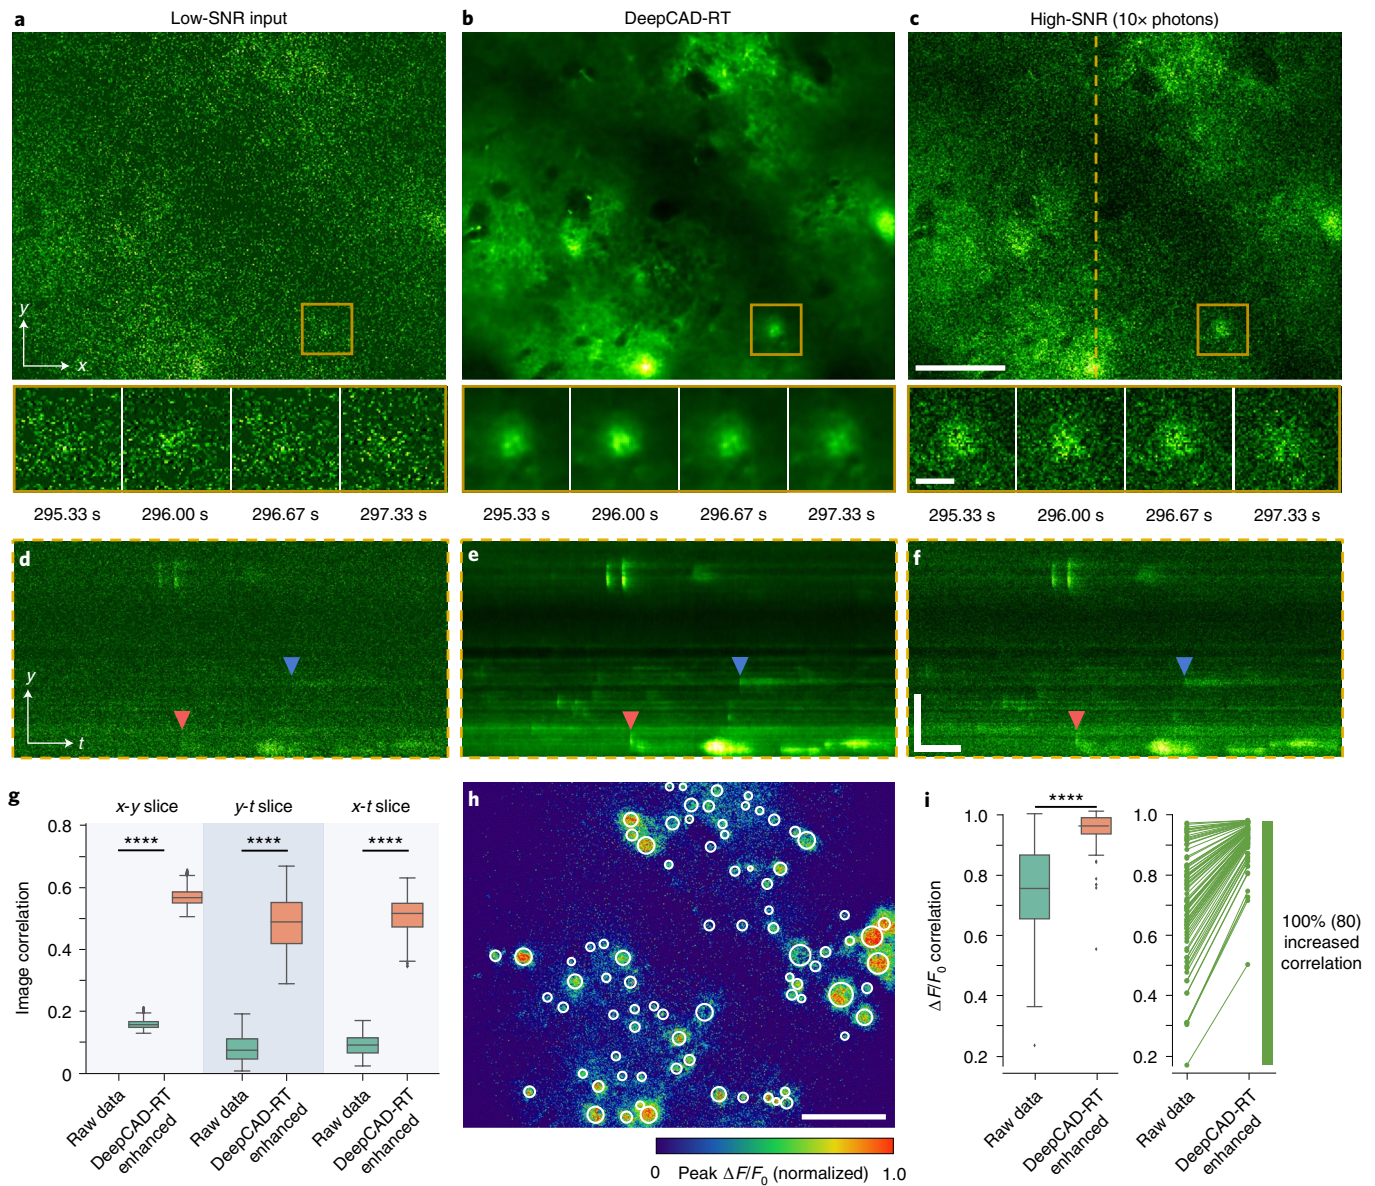 a
Low-SNR input
b
DeepCAD-RT
c
High-SNR (10× photons)
y
x
295.33 s 296.00 s 296.67 s 297.33 s
295.33 s 296.00 s 296.67 s 297.33 s
295.33 s 296.00 s 296.67 s 297.33 s
d
y
t
e
f
g
x-y slice
y-t slice
x-t slice
****
****
****
Image correlation
0.8
0.6
0.4
0.2
0
Raw data
DeepCAD-RT
enhanced
Raw data
DeepCAD-RT
enhanced
Raw data
DeepCAD-RT
enhanced
h
0
Peak ΔF/F0 (normalized)
1.0
i
****
ΔF/F0 correlation
1.0
0.8
0.6
0.4
0.2
Raw data
DeepCAD-RT
enhanced
1.0
0.8
0.6
0.4
0.2
Raw data
DeepCAD-RT
enhanced
100% (80)
increased
correlation